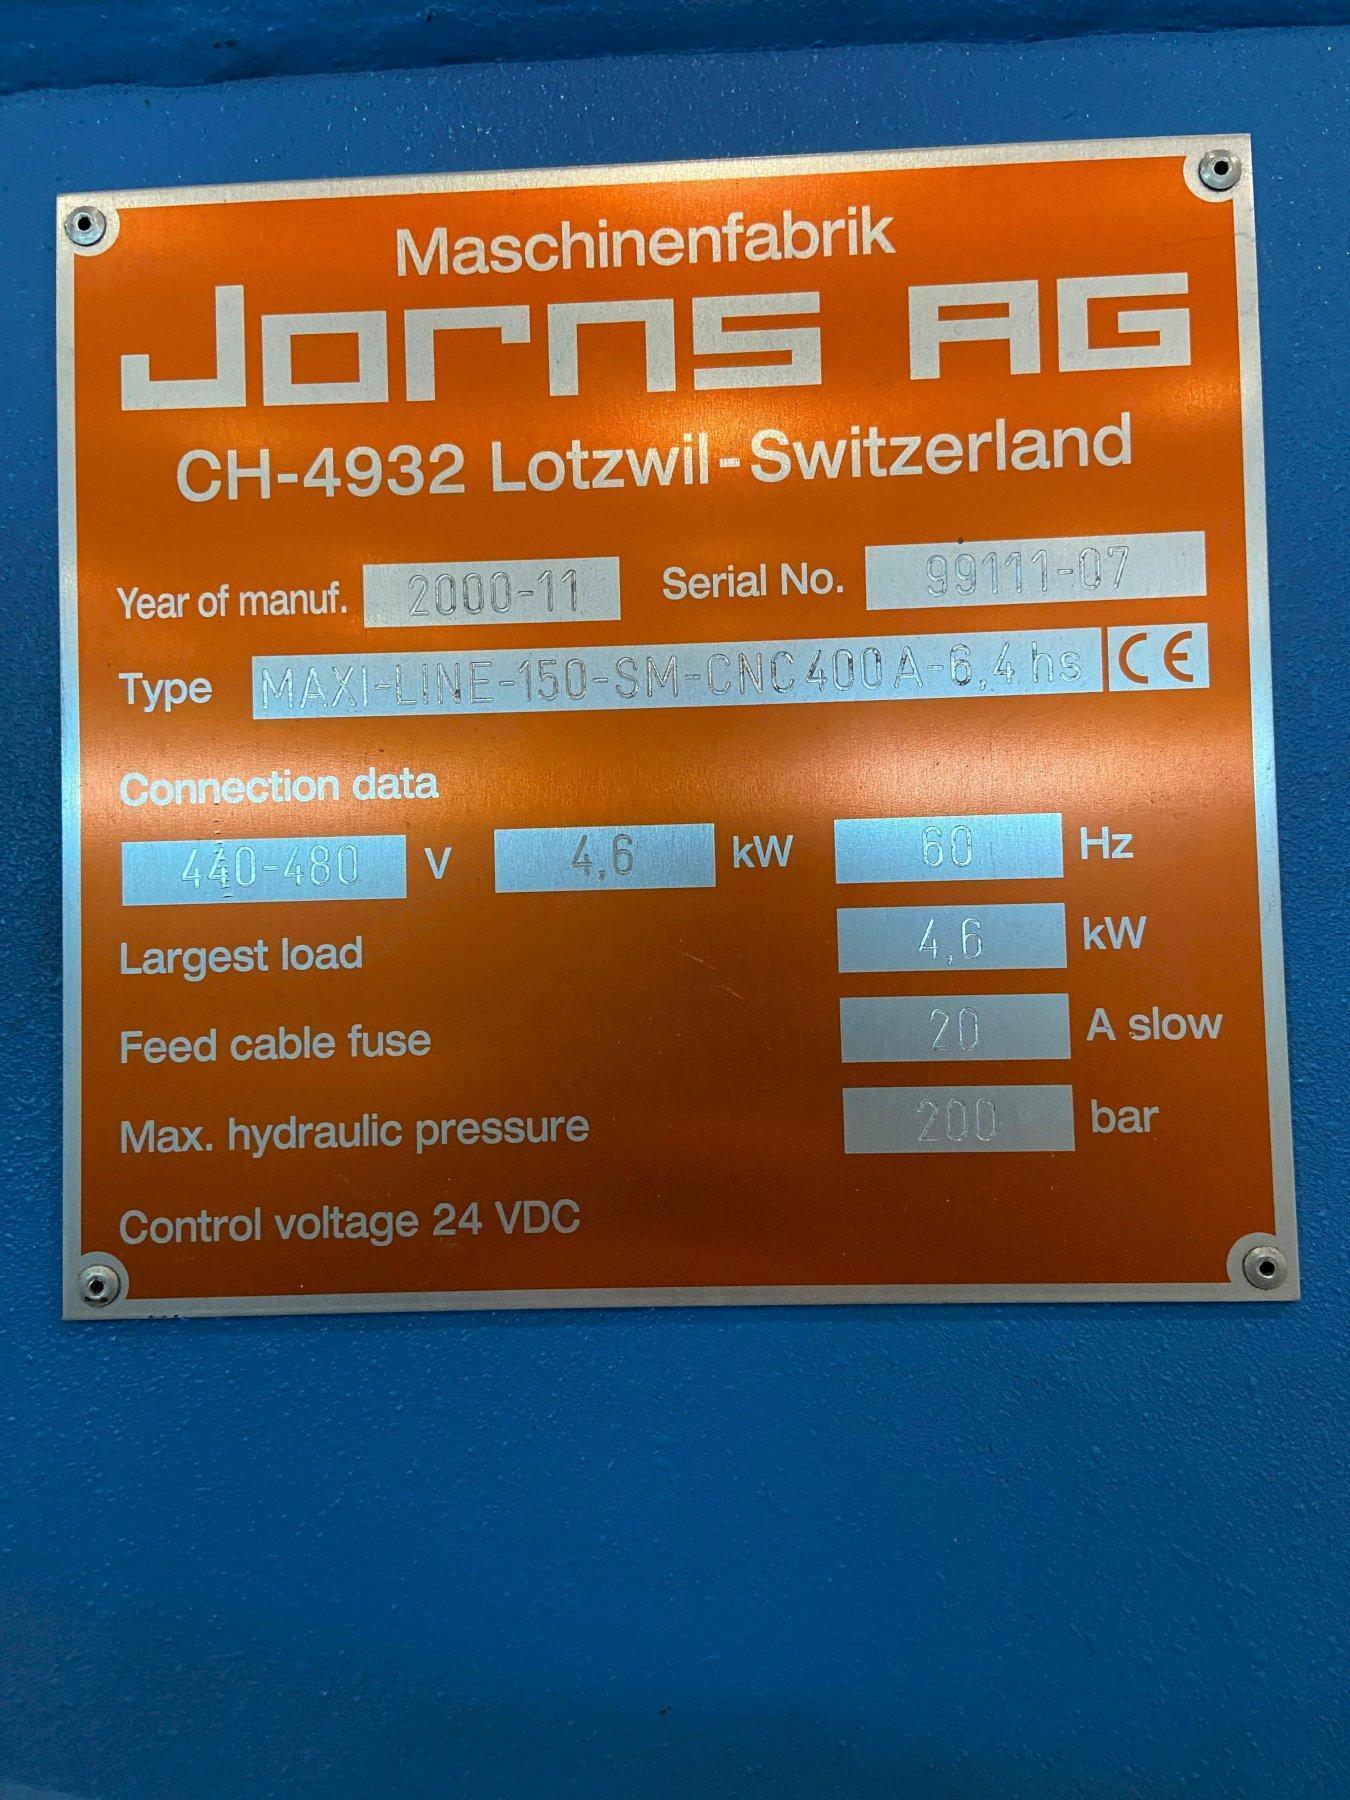 Maschinenfabrik
Jorns AG
CH-4932 Lotzwil-Switzerland
Year of manuf. 2000-11 Serial No. 99111-07
Type MAXI-LINE-150-SM-CNC400A-6,4hs CE
Connection data
440-480 V 4,6 kW 60 Hz
Largest load 4,6 kW
Feed cable fuse 20 A slow
Max. hydraulic pressure 200 bar
Control voltage 24 VDC